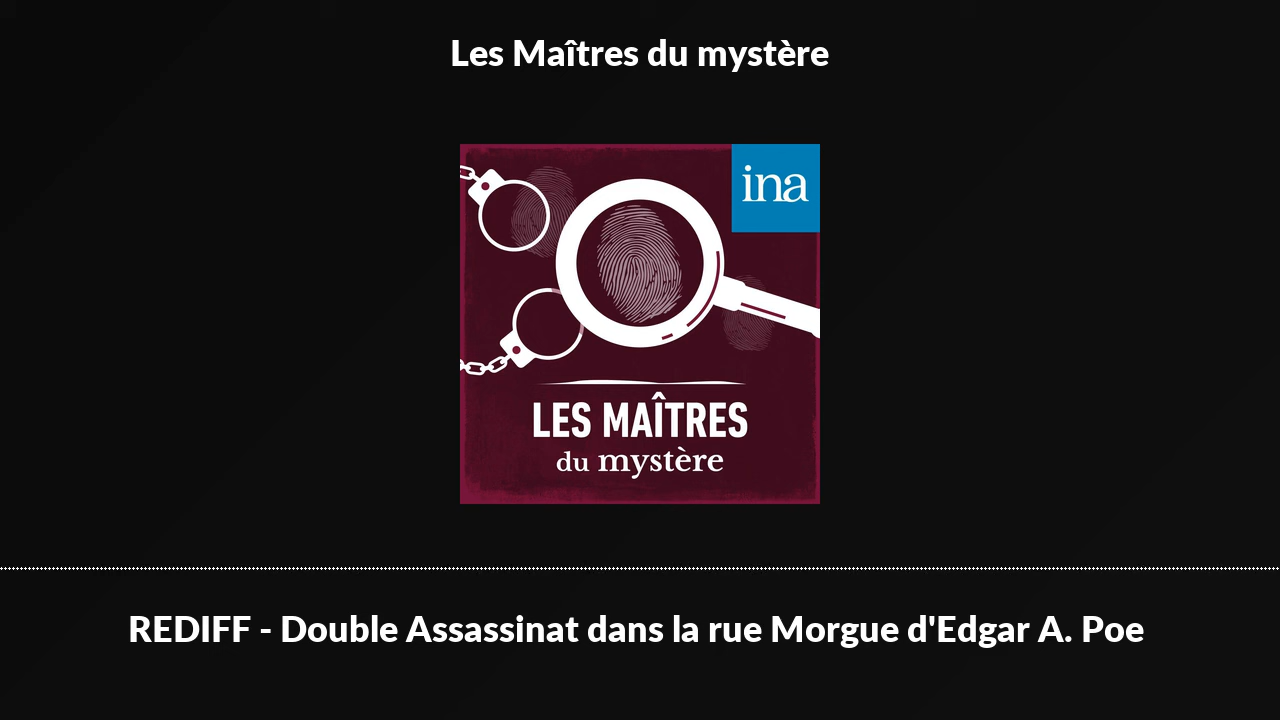 Les Maîtres du mystère
ina
LES MAÎTRES
du mystère
REDIFF - Double Assassinat dans la rue Morgue d'Edgar A. Poe